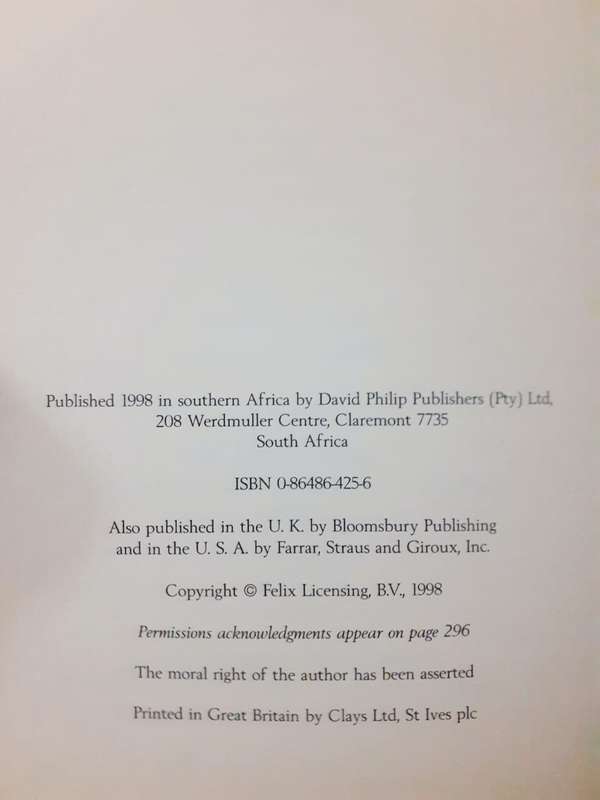 Published 1998 in southern Africa by David Philip Publishers (Pty) Ltd,
208 Werdmuller Centre, Claremont 7735
South Africa
ISBN 0-86486-425-6
Also published in the U. K. by Bloomsbury Publishing
and in the U. S. A. by Farrar, Straus and Giroux, Inc.
Copyright © Felix Licensing, B.V., 1998
Permissions acknowledgments appear on page 296
The moral right of the author has been asserted
Printed in Great Britain by Clays Ltd, St Ives plc